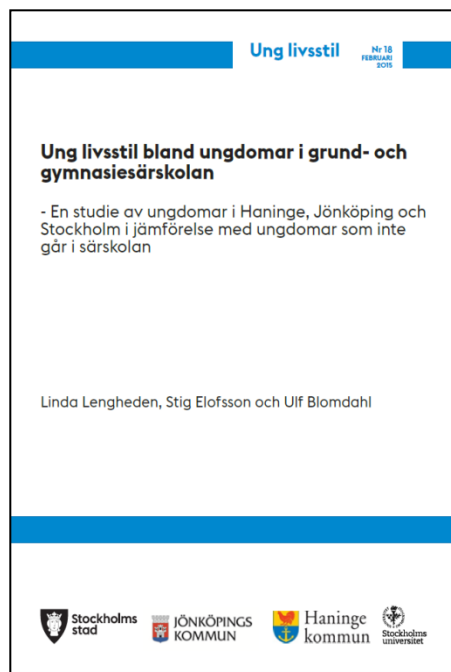 Ung livsstil
Nr 18
FEBRUARI
2015
Ung livsstil bland ungdomar i grund- och
gymnasiesärskolan
- En studie av ungdomar i Haninge, Jönköping och
Stockholm i jämförelse med ungdomar som inte
går i särskolan
Linda Lengheden, Stig Elofsson och Ulf Blomdahl
Stockholms
stad
JÖNKÖPINGS
KOMMUN
Haninge
kommun
Stockholms
universitet